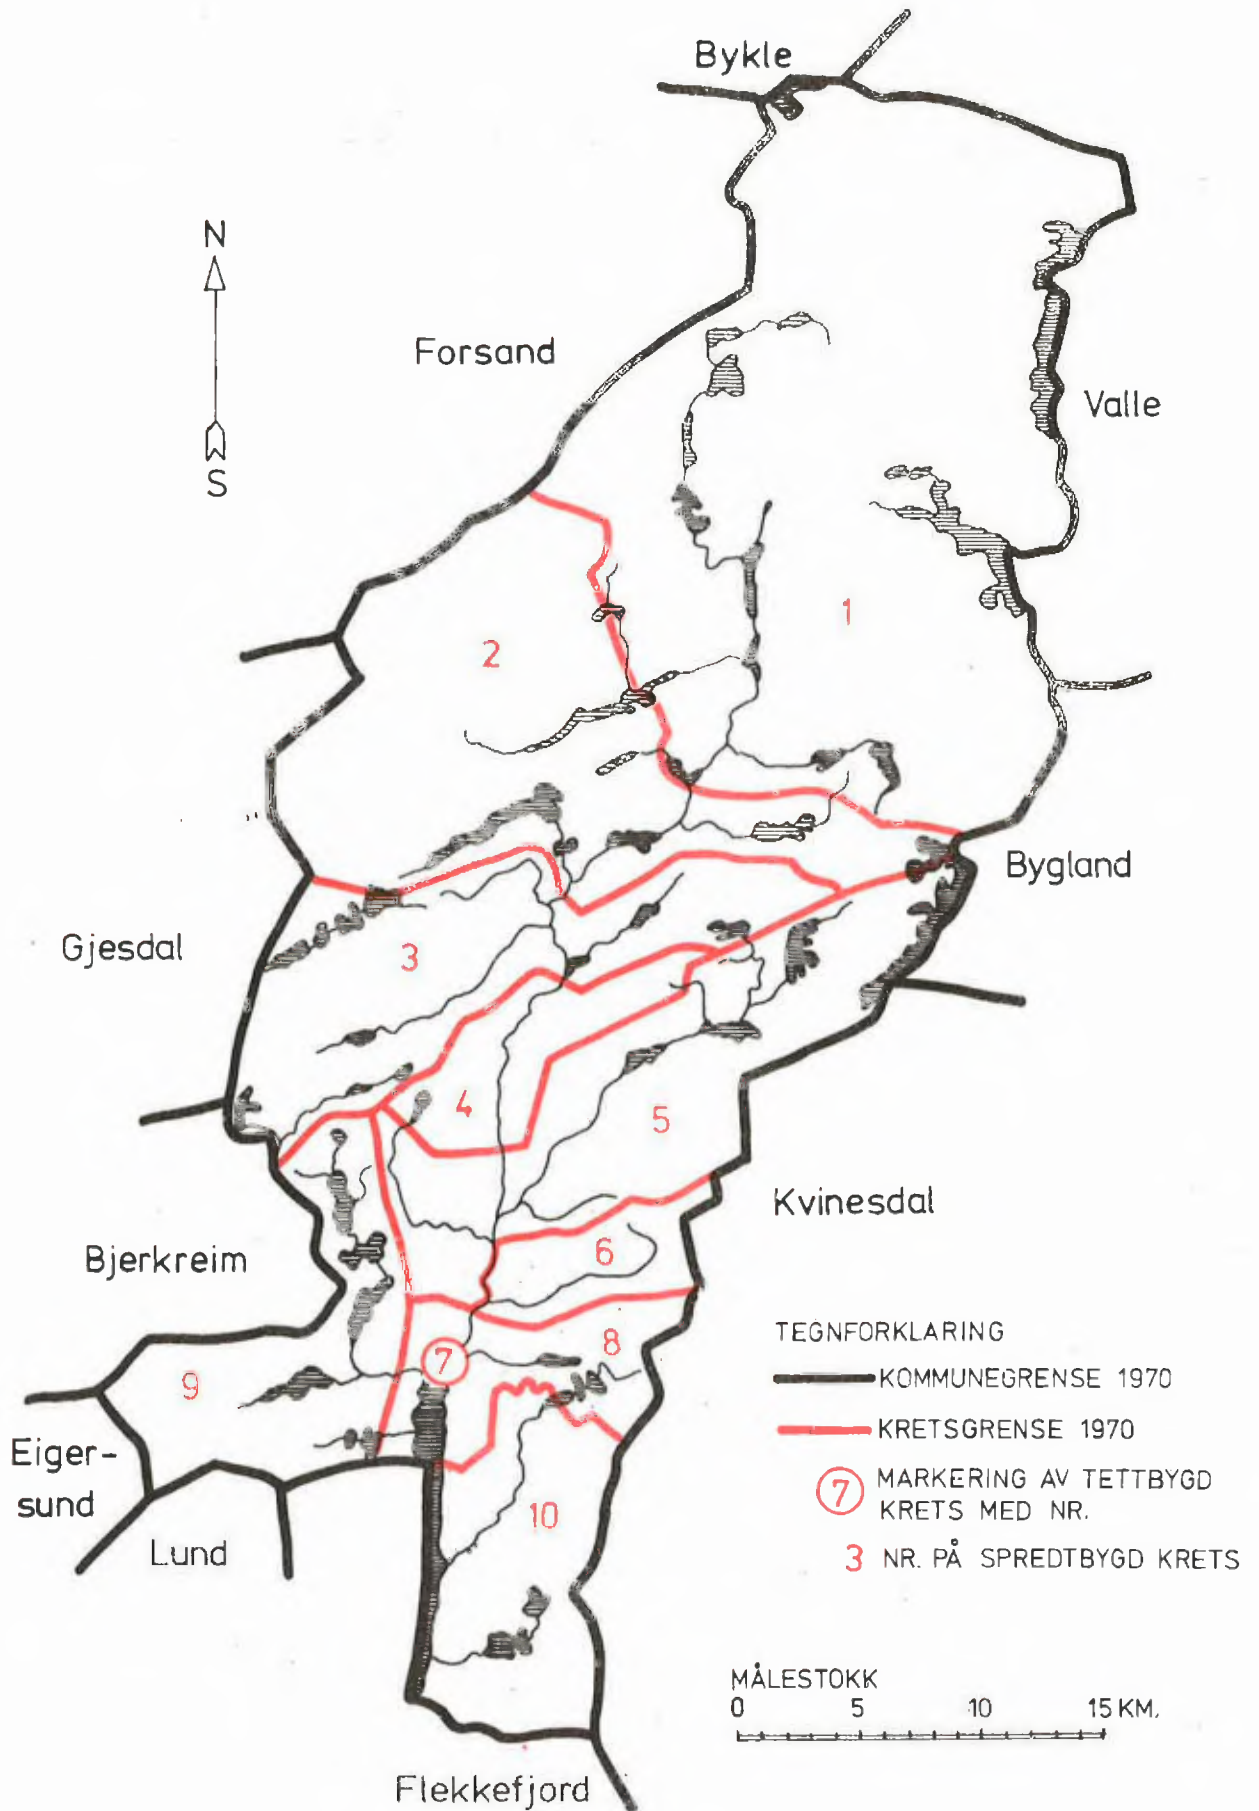 Bykle
N
S
Forsand
Valle
1
2
Bygland
Gjesdal
3
4
5
Kvinesdal
6
Bjerkreim
7
8
9
Eiger-
sund
Lund
10
Flekkefjord
TEGNFORKLARING
KOMMUNEGRENSE 1970
KRETSGRENSE 1970
7 MARKERING AV TETTBYGD
KRETS MED NR.
3 NR. PÅ SPREDTBYGD KRETS
MÅLESTOKK
0 5 10 15 KM.